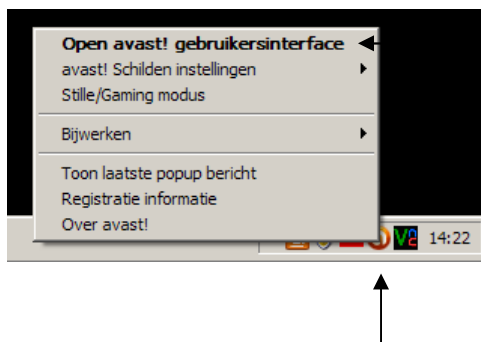 Open avast! gebruikersinterface
avast! Schilden instellingen
Stille/Gaming modus
Bijwerken
Toon laatste popup bericht
Registratie informatie
Over avast!
14:22